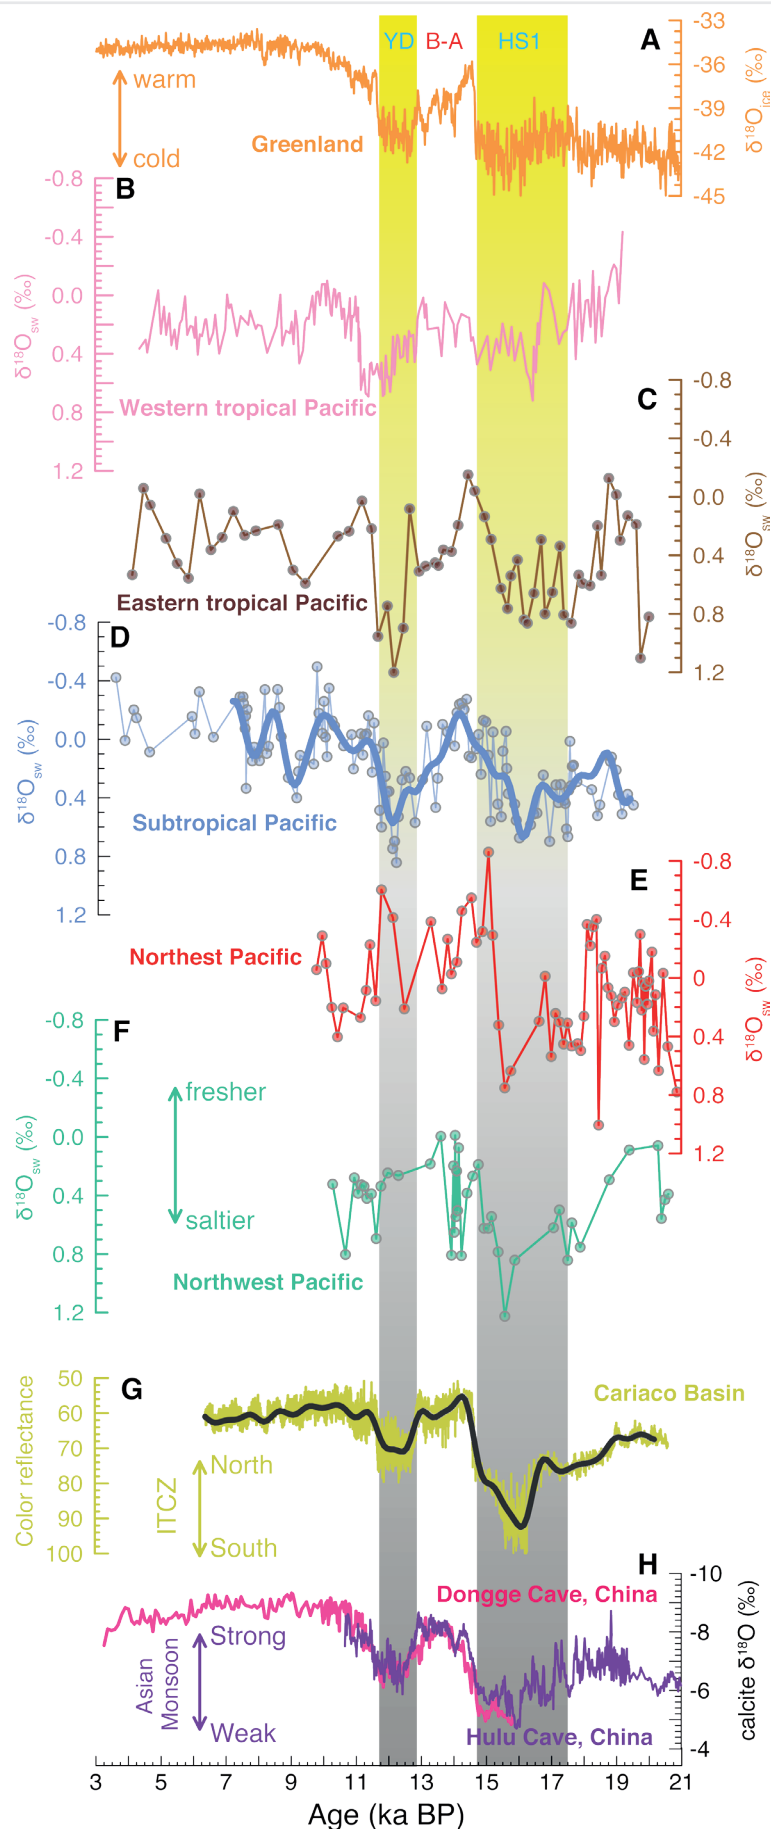 YD B-A HS1 A
-33
-36
-39
-42
-45
δ18Oice (‰)
warm
cold
Greenland
B
-0.8
-0.4
0.0
0.4
0.8
1.2
δ18Osw (‰)
Western tropical Pacific
C
-0.8
-0.4
0.0
0.4
0.8
1.2
δ18Osw (‰)
Eastern tropical Pacific
D
-0.8
-0.4
0.0
0.4
0.8
1.2
δ18Osw (‰)
Subtropical Pacific
E
-0.8
-0.4
0
0.4
0.8
1.2
δ18Osw (‰)
Northest Pacific
F
-0.8
-0.4
0.0
0.4
0.8
1.2
δ18Osw (‰)
fresher
saltier
Northwest Pacific
G
50
60
70
80
90
100
Color reflectance
Cariaco Basin
ITCZ
North
South
H
-10
-8
-6
-4
calcite δ18O (‰)
Dongge Cave, China
Strong
Asian
Monsoon
Weak
Hulu Cave, China
3 5 7 9 11 13 15 17 19 21
Age (ka BP)